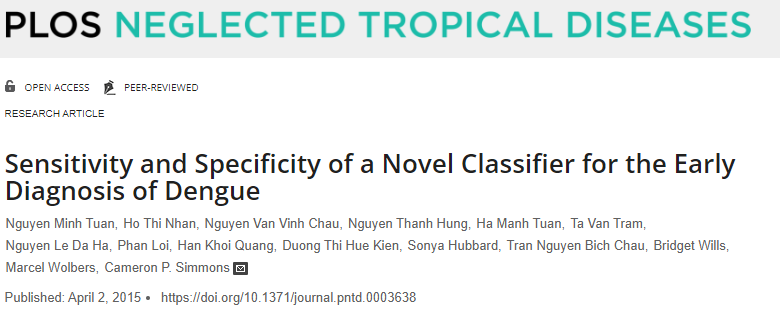 PLOS NEGLECTED TROPICAL DISEASES
OPEN ACCESS PEER-REVIEWED
RESEARCH ARTICLE
Sensitivity and Specificity of a Novel Classifier for the Early
Diagnosis of Dengue
Nguyen Minh Tuan, Ho Thi Nhan, Nguyen Van Vinh Chau, Nguyen Thanh Hung, Ha Manh Tuan, Ta Van Tram,
Nguyen Le Da Ha, Phan Loi, Han Khoi Quang, Duong Thi Hue Kien, Sonya Hubbard, Tran Nguyen Bich Chau, Bridget Wills,
Marcel Wolbers, Cameron P. Simmons
Published: April 2, 2015 • https://doi.org/10.1371/journal.pntd.0003638